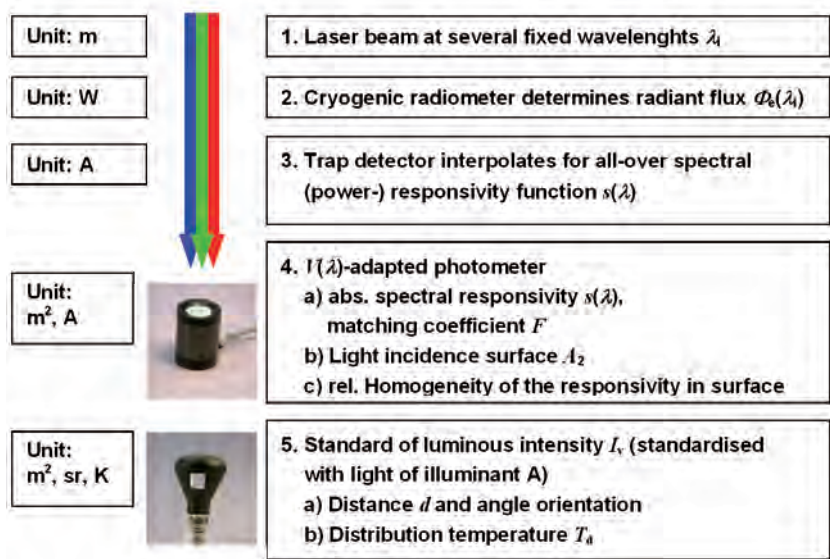 Unit: m
1. Laser beam at several fixed wavelenghts λi
Unit: W
2. Cryogenic radiometer determines radiant flux Φe(λi)
Unit: A
3. Trap detector interpolates for all-over spectral
(power-) responsivity function s(λ)
Unit:
m², A
4. V(λ)-adapted photometer
a) abs. spectral responsivity s(λ),
matching coefficient F
b) Light incidence surface A₂
c) rel. Homogeneity of the responsivity in surface
Unit:
m², sr, K
5. Standard of luminous intensity Iv (standardised
with light of illuminant A)
a) Distance d and angle orientation
b) Distribution temperature Td